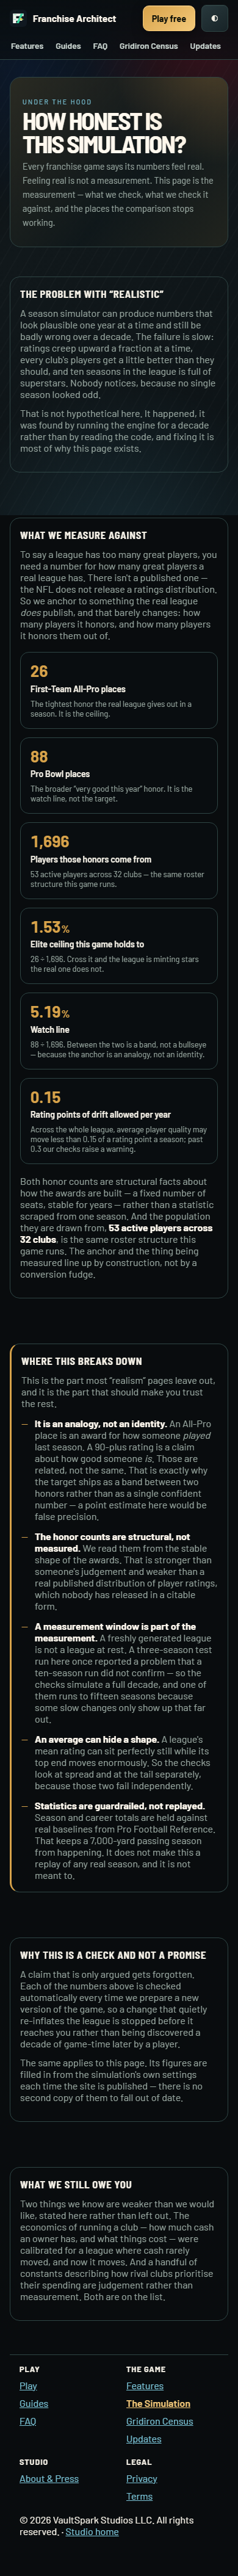 Franchise Architect
Play free
Features Guides FAQ Gridiron Census Updates
UNDER THE HOOD
HOW HONEST IS
THIS SIMULATION?
Every franchise game says its numbers feel real.
Feeling real is not a measurement. This page is the
measurement — what we check, what we check it
against, and the places the comparison stops
working.
THE PROBLEM WITH “REALISTIC”
A season simulator can produce numbers that
look plausible one year at a time and still be
badly wrong over a decade. The failure is slow:
ratings creep upward a fraction at a time,
every club's players get a little better than they
should, and ten seasons in the league is full of
superstars. Nobody notices, because no single
season looked odd.
That is not hypothetical here. It happened, it
was found by running the engine for a decade
rather than by reading the code, and fixing it is
most of why this page exists.
WHAT WE MEASURE AGAINST
To say a league has too many great players, you
need a number for how many great players a
real league has. There isn't a published one —
the NFL does not release a ratings distribution.
So we anchor to something the real league
does publish, and that barely changes: how
many players it honors, and how many players
it honors them out of.
26
First-Team All-Pro places
The tightest honor the real league gives out in a
season. It is the ceiling.
88
Pro Bowl places
The broader “very good this year” honor. It is the
watch line, not the target.
1,696
Players those honors come from
53 active players across 32 clubs — the same roster
structure this game runs.
1.53%
Elite ceiling this game holds to
26 ÷ 1,696. Cross it and the league is minting stars
the real one does not.
5.19%
Watch line
88 ÷ 1,696. Between the two is a band, not a bullseye
— because the anchor is an analogy, not an identity.
0.15
Rating points of drift allowed per year
Across the whole league, average player quality may
move less than 0.15 of a rating point a season; past
0.3 our checks raise a warning.
Both honor counts are structural facts about
how the awards are built — a fixed number of
seats, stable for years — rather than a statistic
scraped from one season. And the population
they are drawn from, 53 active players across
32 clubs, is the same roster structure this
game runs. The anchor and the thing being
measured line up by construction, not by a
conversion fudge.
WHERE THIS BREAKS DOWN
This is the part most “realism” pages leave out,
and it is the part that should make you trust
the rest.
— It is an analogy, not an identity. An All-Pro
place is an award for how someone played
last season. A 90-plus rating is a claim
about how good someone is. Those are
related, not the same. That is exactly why
the target ships as a band between two
honors rather than as a single confident
number — a point estimate here would be
false precision.
— The honor counts are structural, not
measured. We read them from the stable
shape of the awards. That is stronger than
someone's judgement and weaker than a
real published distribution of player ratings,
which nobody has released in a citable
form.
— A measurement window is part of the
measurement. A freshly generated league
is not a league at rest. A three-season test
run here once reported a problem that a
ten-season run did not confirm — so the
checks simulate a full decade, and one of
them runs to fifteen seasons because
some slow changes only show up that far
out.
— An average can hide a shape. A league's
mean rating can sit perfectly still while its
top end moves enormously. So the checks
look at spread and at the tail separately,
because those two fail independently.
— Statistics are guardrailed, not replayed.
Season and career totals are held against
real baselines from Pro Football Reference.
That keeps a 7,000-yard passing season
from happening. It does not make this a
replay of any real season, and it is not
meant to.
WHY THIS IS A CHECK AND NOT A PROMISE
A claim that is only argued gets forgotten.
Each of the numbers above is checked
automatically every time we prepare a new
version of the game, so a change that quietly
re-inflates the league is stopped before it
reaches you rather than being discovered a
decade of game-time later by a player.
The same applies to this page. Its figures are
filled in from the simulation's own settings
each time the site is published — there is no
second copy of them to fall out of date.
WHAT WE STILL OWE YOU
Two things we know are weaker than we would
like, stated here rather than left out. The
economics of running a club — how much cash
an owner has, and what things cost — were
calibrated for a league where cash rarely
moved, and now it moves. And a handful of
constants describing how rival clubs prioritise
their spending are judgement rather than
measurement. Both are on the list.
PLAY
Play
Guides
FAQ
THE GAME
Features
The Simulation
Gridiron Census
Updates
STUDIO
About & Press
LEGAL
Privacy
Terms
© 2026 VaultSpark Studios LLC. All rights
reserved. · Studio home